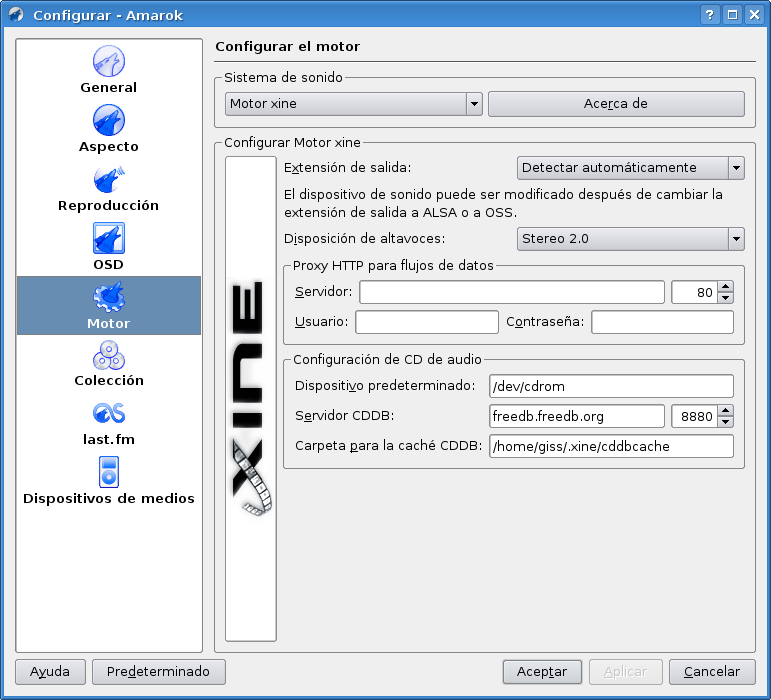 Configurar - Amarok
General
Aspecto
Reproducción
OSD
Motor
Colección
last.fm
Dispositivos de medios
Configurar el motor
Sistema de sonido
Motor xine
Acerca de
Configurar Motor xine
XINE
Extensión de salida:
Detectar automáticamente
El dispositivo de sonido puede ser modificado después de cambiar la
extensión de salida a ALSA o a OSS.
Disposición de altavoces:
Stereo 2.0
Proxy HTTP para flujos de datos
Servidor:
80
Usuario:
Contraseña:
Configuración de CD de audio
Dispositivo predeterminado:
/dev/cdrom
Servidor CDDB:
freedb.freedb.org
8880
Carpeta para la caché CDDB:
/home/giss/.xine/cddbcache
Ayuda
Predeterminado
Aceptar
Aplicar
Cancelar